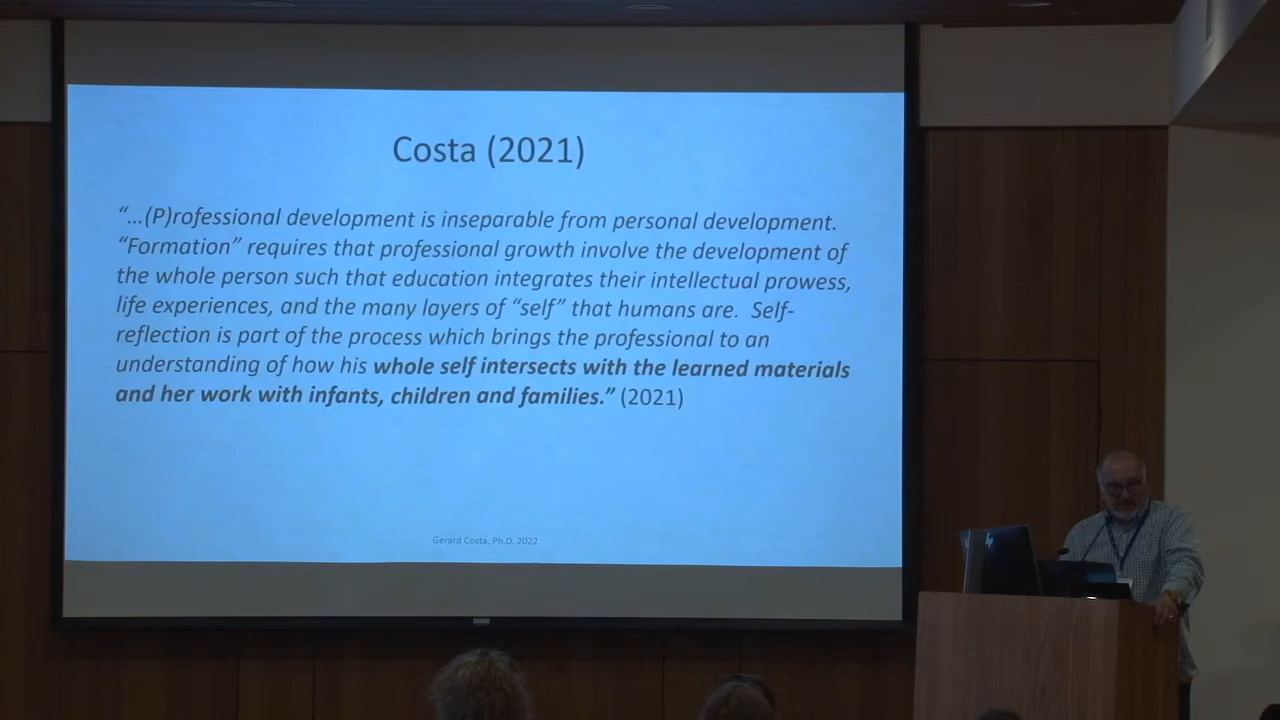 Costa (2021)
“…(P)rofessional development is inseparable from personal development.
“Formation” requires that professional growth involve the development of
the whole person such that education integrates their intellectual prowess,
life experiences, and the many layers of “self” that humans are.  Self-
reflection is part of the process which brings the professional to an
understanding of how his whole self intersects with the learned materials
and her work with infants, children and families.” (2021)
Gerard Costa, Ph.D. 2022
hp